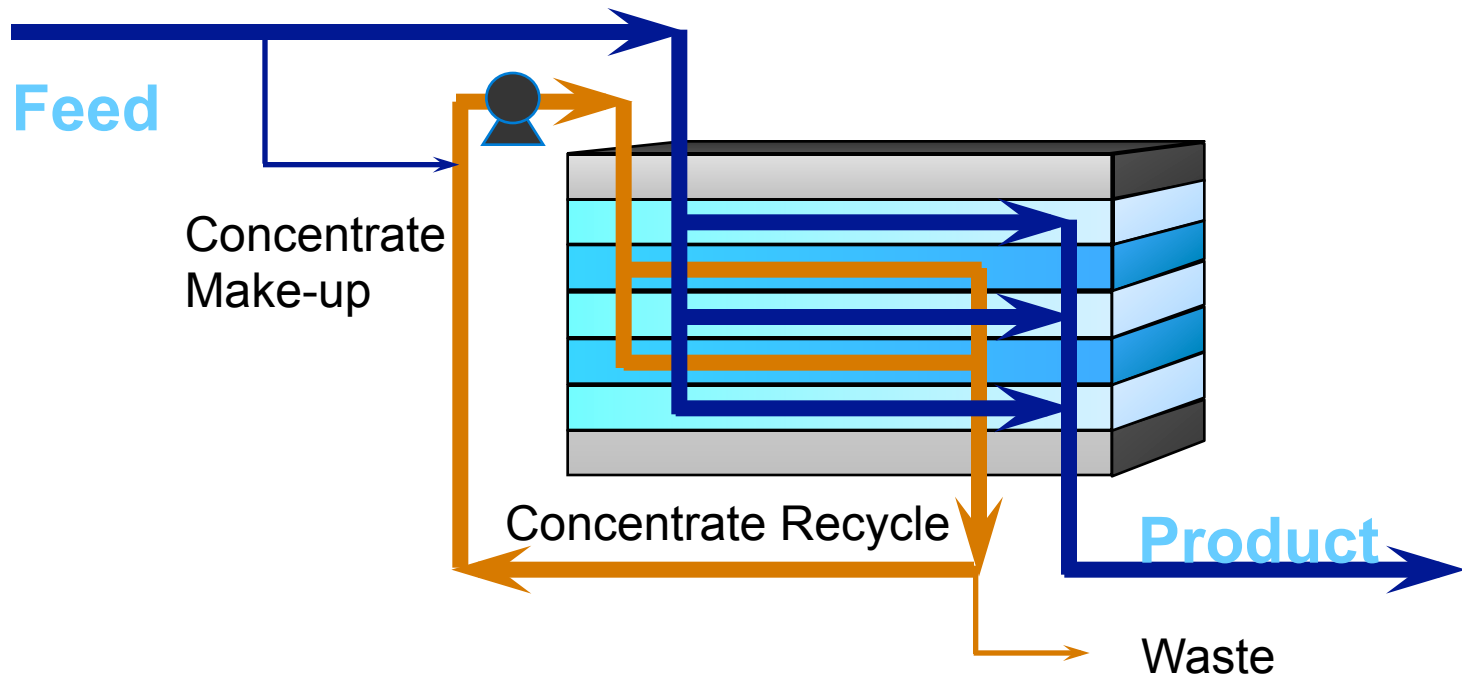 Feed
Concentrate
Make-up
Concentrate Recycle
Product
Waste